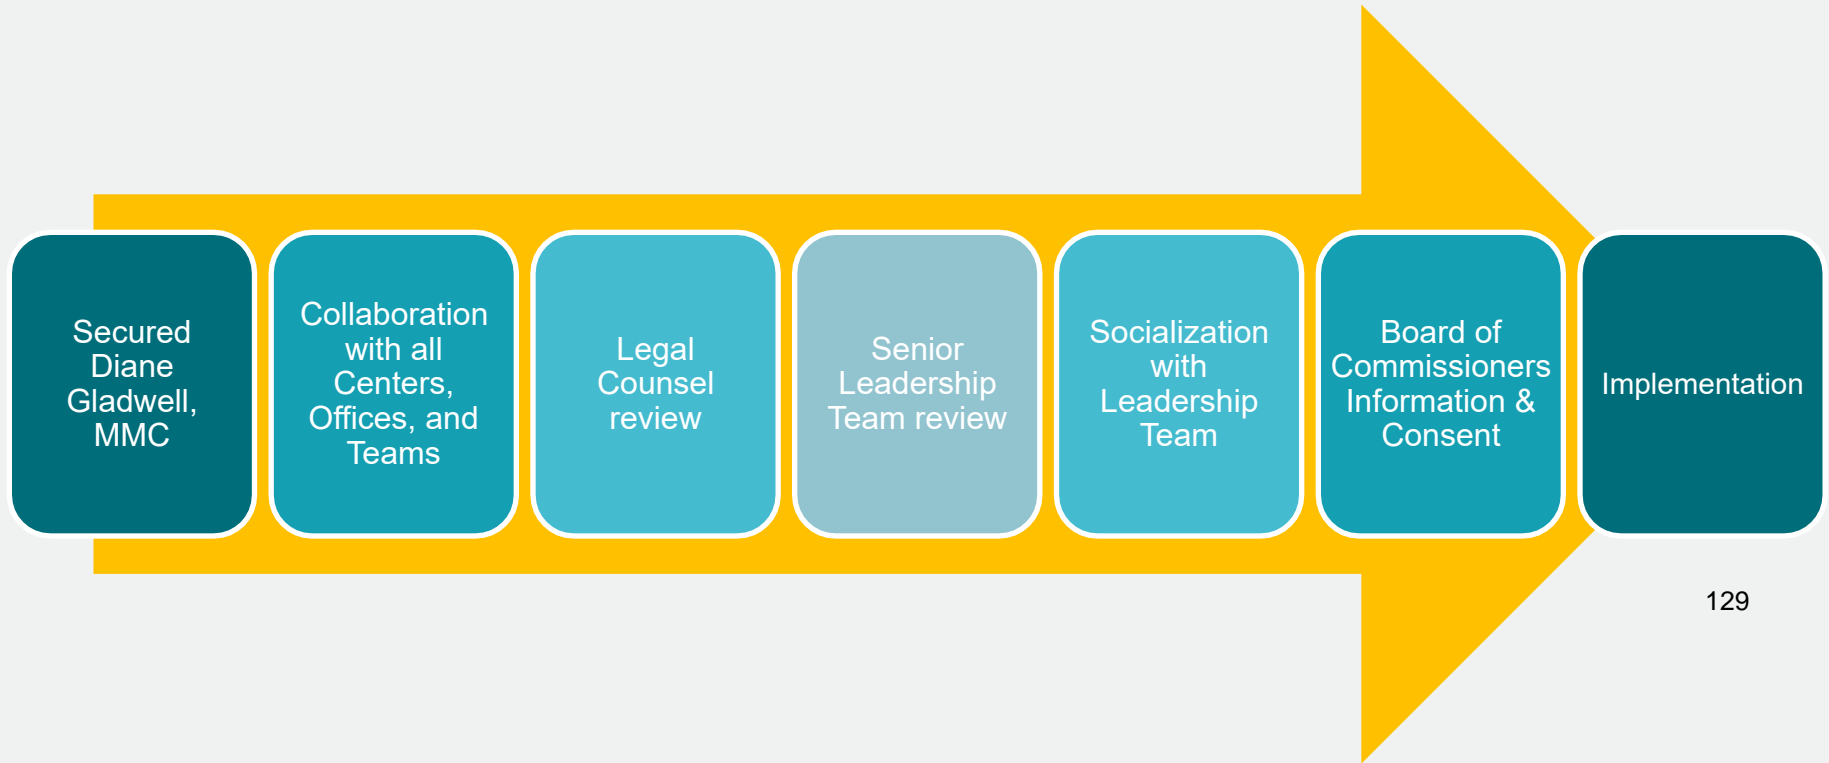 Secured
Diane
Gladwell,
MMC
Collaboration
with all
Centers,
Offices, and
Teams
Legal
Counsel
review
Senior
Leadership
Team review
Socialization
with
Leadership
Team
Board of
Commissioners
Information &
Consent
Implementation
129